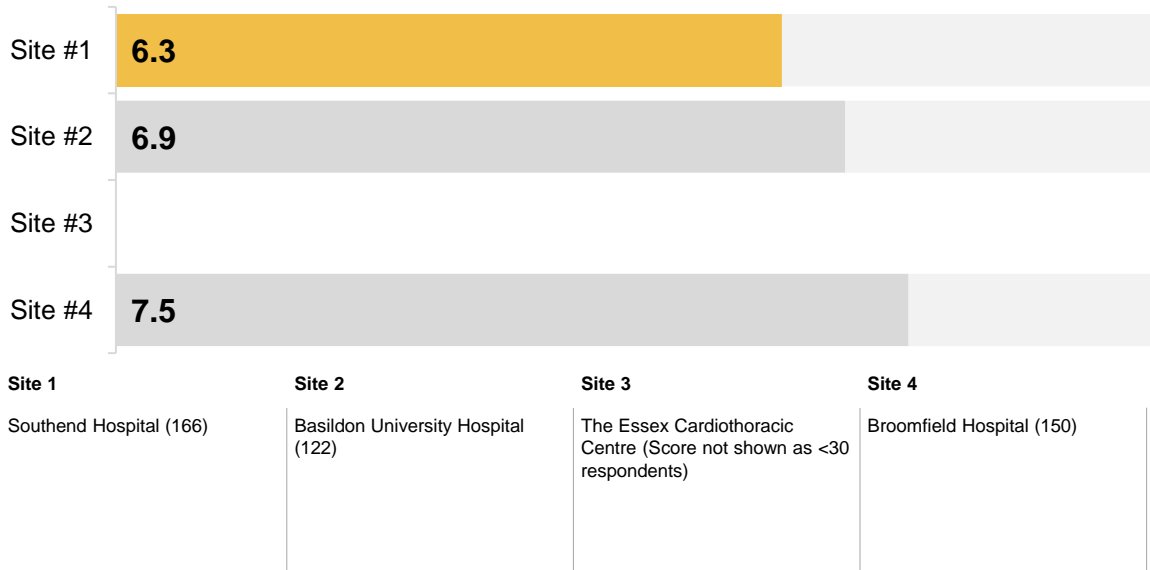 Site #1
6.3
Site #2
6.9
Site #3
Site #4
7.5
Site 1
Southend Hospital (166)
Site 2
Basildon University Hospital
(122)
Site 3
The Essex Cardiothoracic
Centre (Score not shown as <30
respondents)
Site 4
Broomfield Hospital (150)